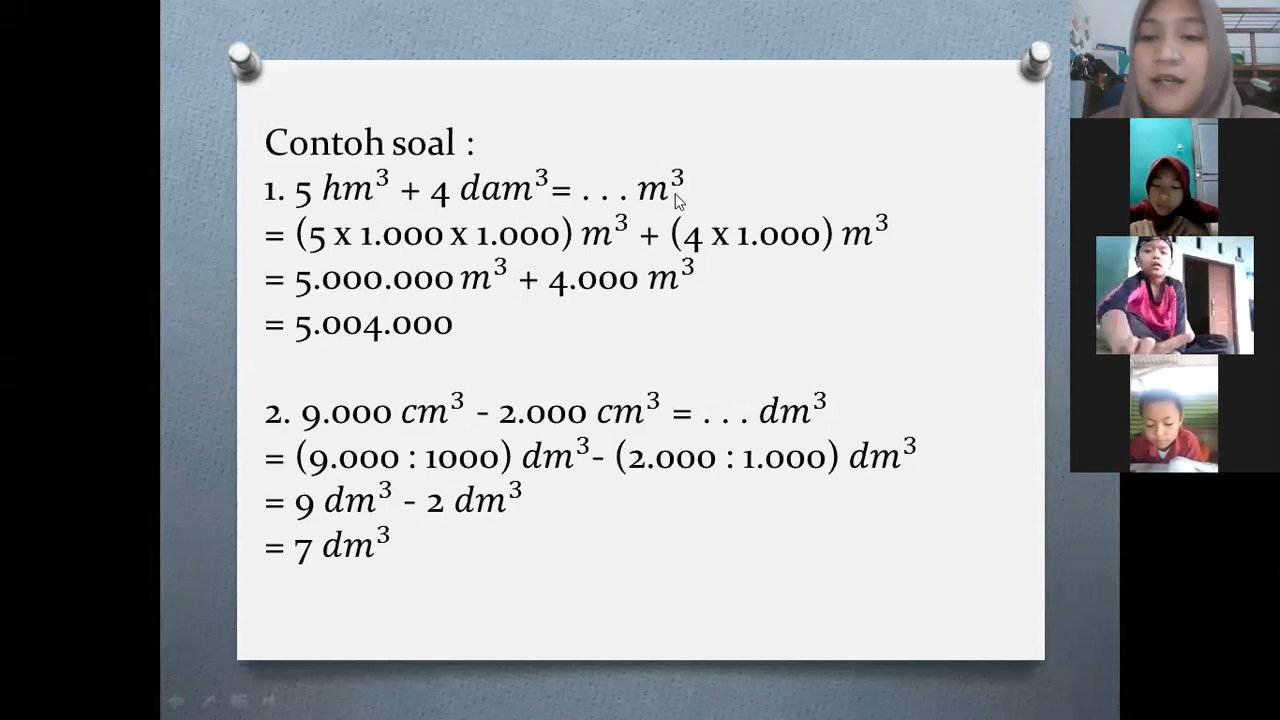 Contoh soal :
1. 5 hm³ + 4 dam³= . . . m³
= (5 x 1.000 x 1.000) m³ + (4 x 1.000) m³
= 5.000.000 m³ + 4.000 m³
= 5.004.000
2. 9.000 cm³ - 2.000 cm³ = . . . dm³
= (9.000 : 1000) dm³- (2.000 : 1.000) dm³
= 9 dm³ - 2 dm³
= 7 dm³